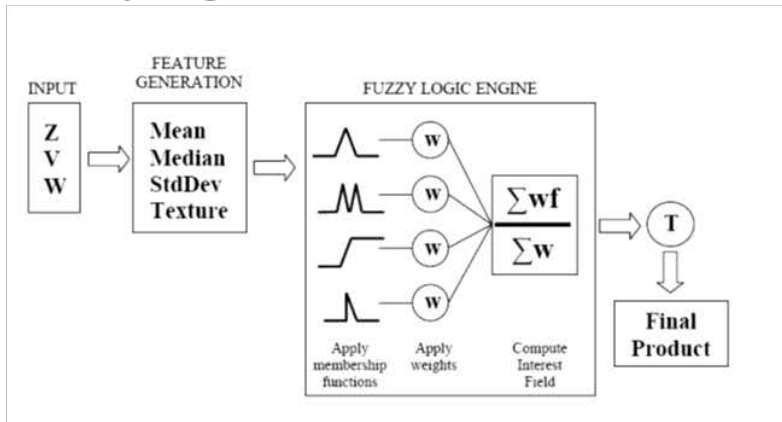 INPUT
Z
V
W
FEATURE
GENERATION
Mean
Median
StdDev
Texture
FUZZY LOGIC ENGINE
w
w
w
w
∑wf
∑w
Apply
membership
functions
Apply
weights
Compute
Interest
Field
T
Final
Product